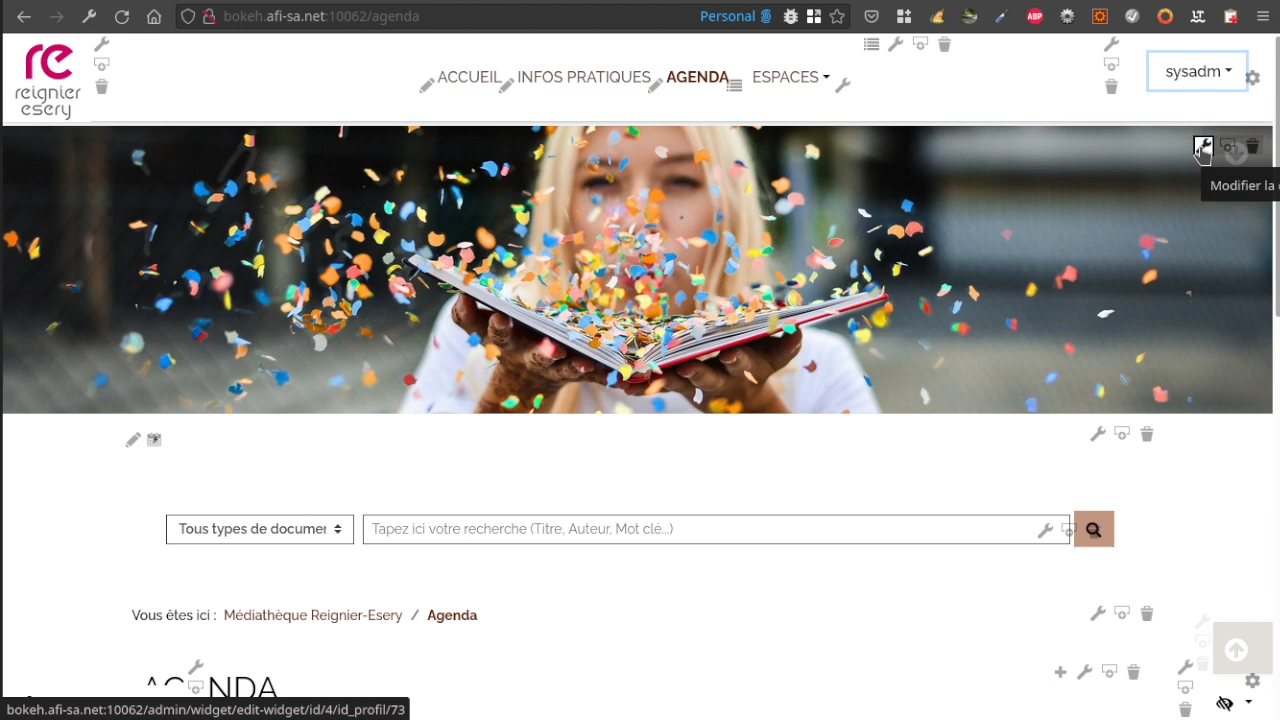 bokeh.afi-sa.net:10062/agenda
Personal
ABP
re
reignier
esery
ACCUEIL
INFOS PRATIQUES
AGENDA
ESPACES
sysadm
Modifier la
Tous types de documen
Tapez ici votre recherche (Titre, Auteur, Mot clé...)
Vous êtes ici : Médiathèque Reignier-Esery / Agenda
AGENDA
bokeh.afi-sa.net:10062/admin/widget/edit-widget/id/4/id_profil/73